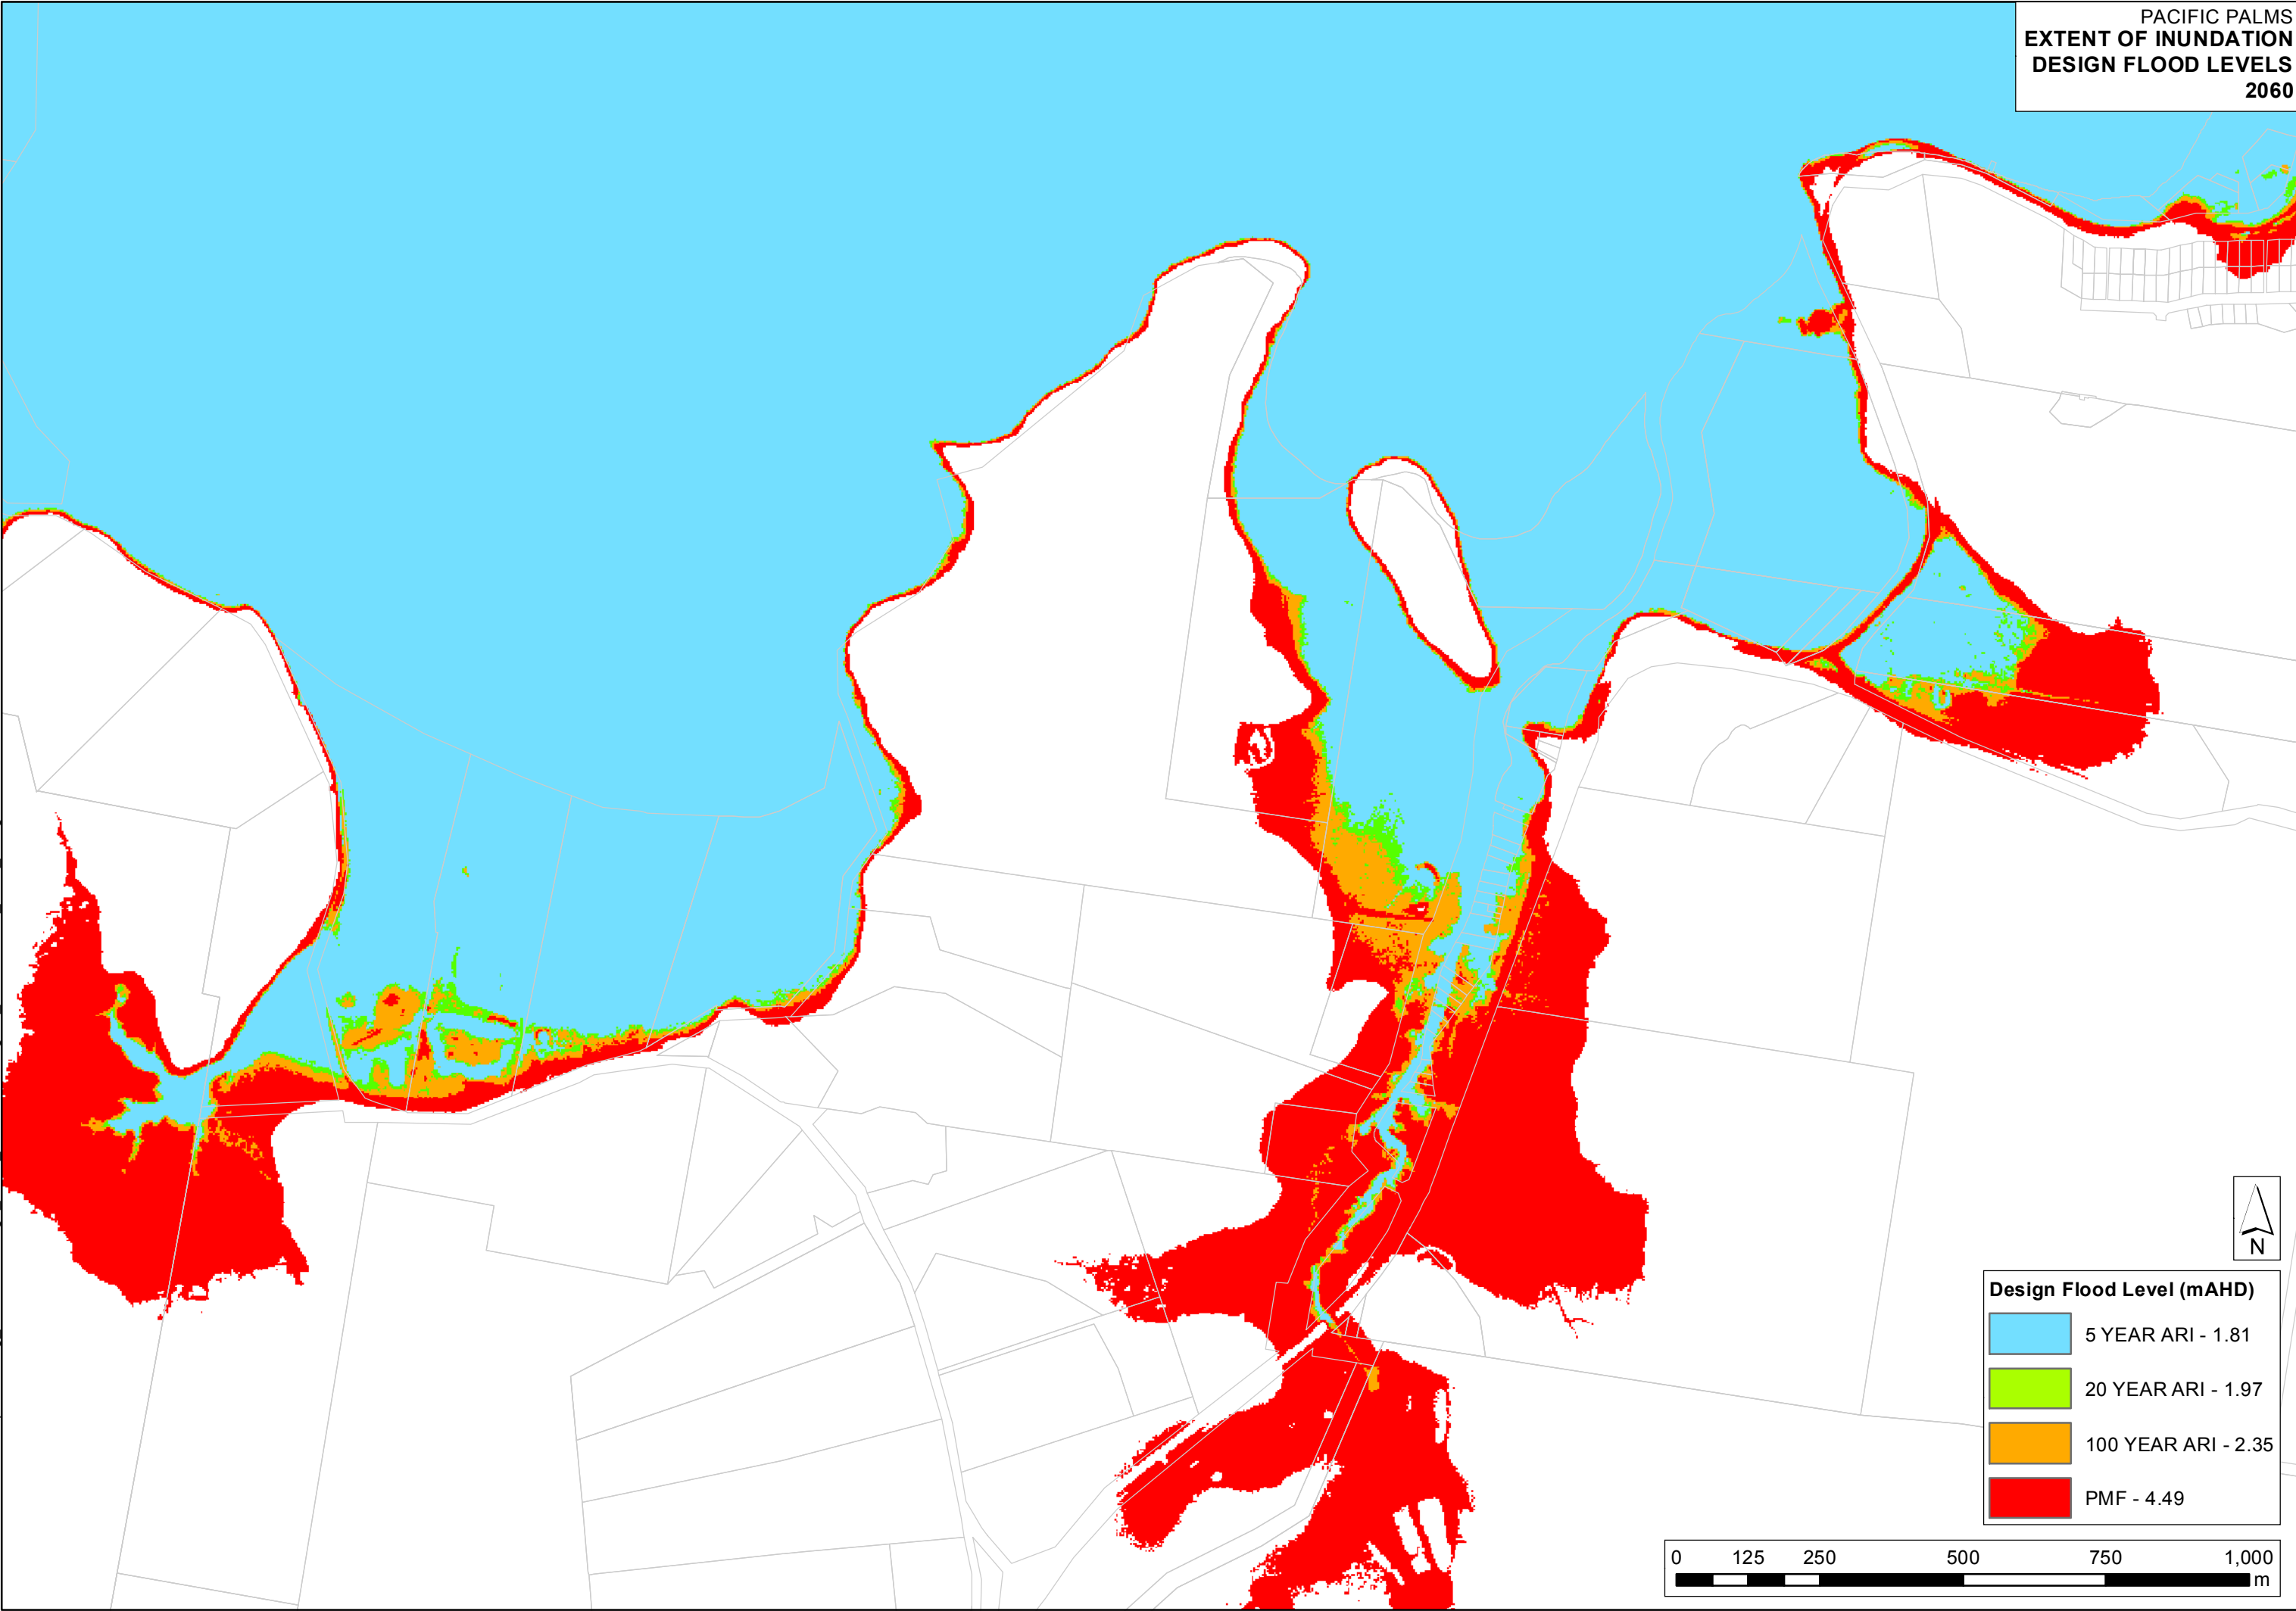 PACIFIC PALMS
EXTENT OF INUNDATION
DESIGN FLOOD LEVELS
2060
N
Design Flood Level (mAHD)
5 YEAR ARI - 1.81
20 YEAR ARI - 1.97
100 YEAR ARI - 2.35
PMF - 4.49
0 125 250 500 750 1,000
m